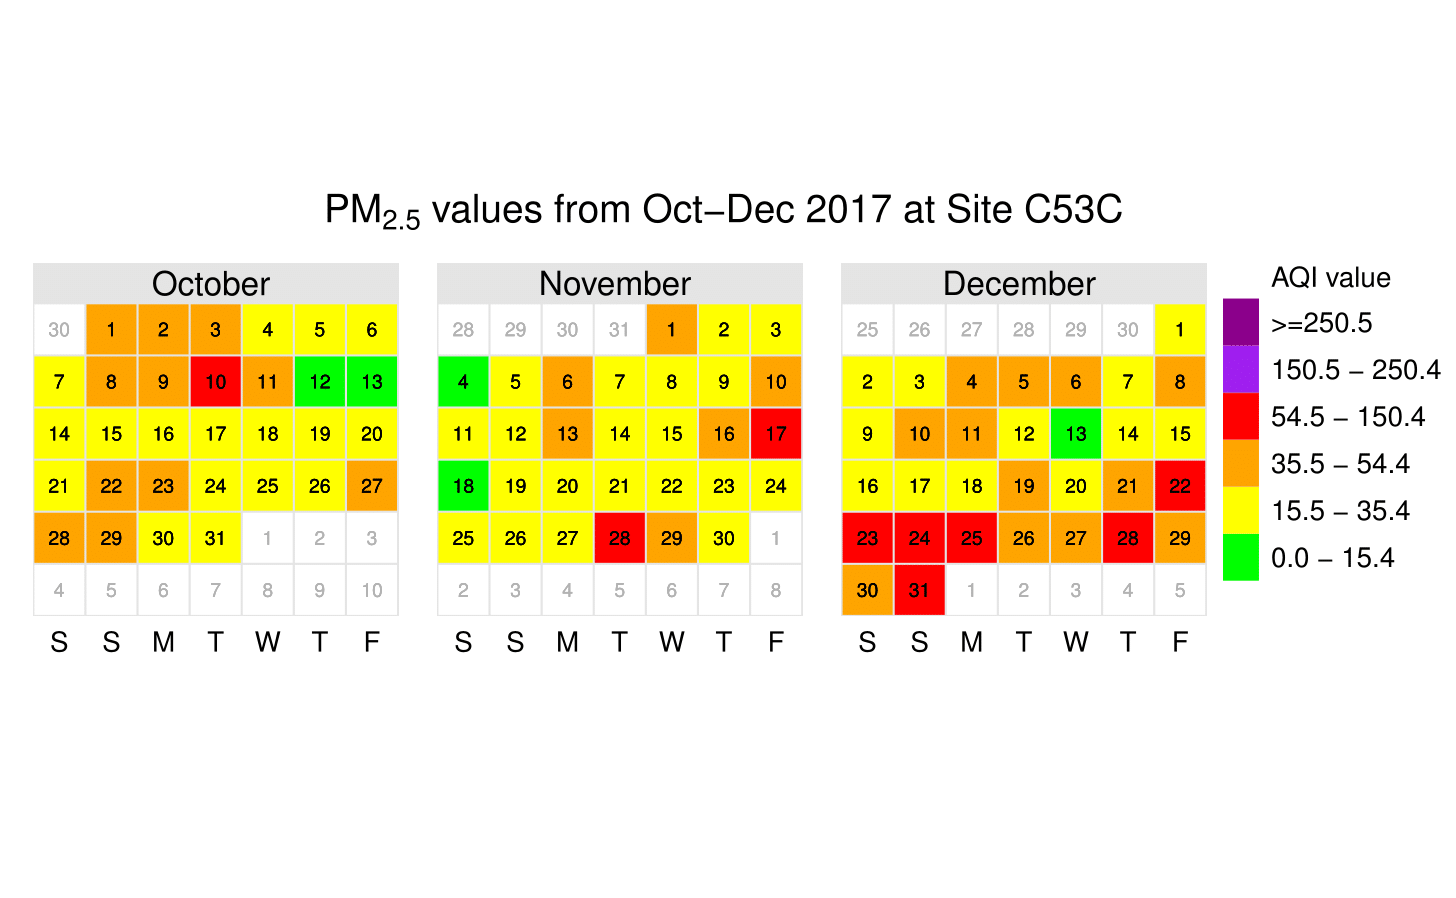 PM2.5 values from Oct−Dec 2017 at Site C53C
October
30 1 2 3 4 5 6
7 8 9 10 11 12 13
14 15 16 17 18 19 20
21 22 23 24 25 26 27
28 29 30 31 1 2 3
4 5 6 7 8 9 10
S S M T W T F
November
28 29 30 31 1 2 3
4 5 6 7 8 9 10
11 12 13 14 15 16 17
18 19 20 21 22 23 24
25 26 27 28 29 30 1
2 3 4 5 6 7 8
S S M T W T F
December
25 26 27 28 29 30 1
2 3 4 5 6 7 8
9 10 11 12 13 14 15
16 17 18 19 20 21 22
23 24 25 26 27 28 29
30 31 1 2 3 4 5
S S M T W T F
AQI value
>=250.5
150.5 − 250.4
54.5 − 150.4
35.5 − 54.4
15.5 − 35.4
0.0 − 15.4